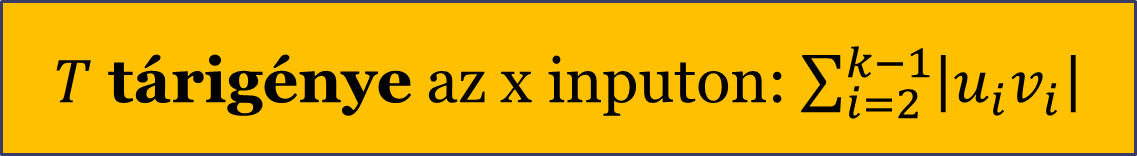 T tárigénye az x inputon: ∑_{i=2}^{k−1}|u_i v_i|